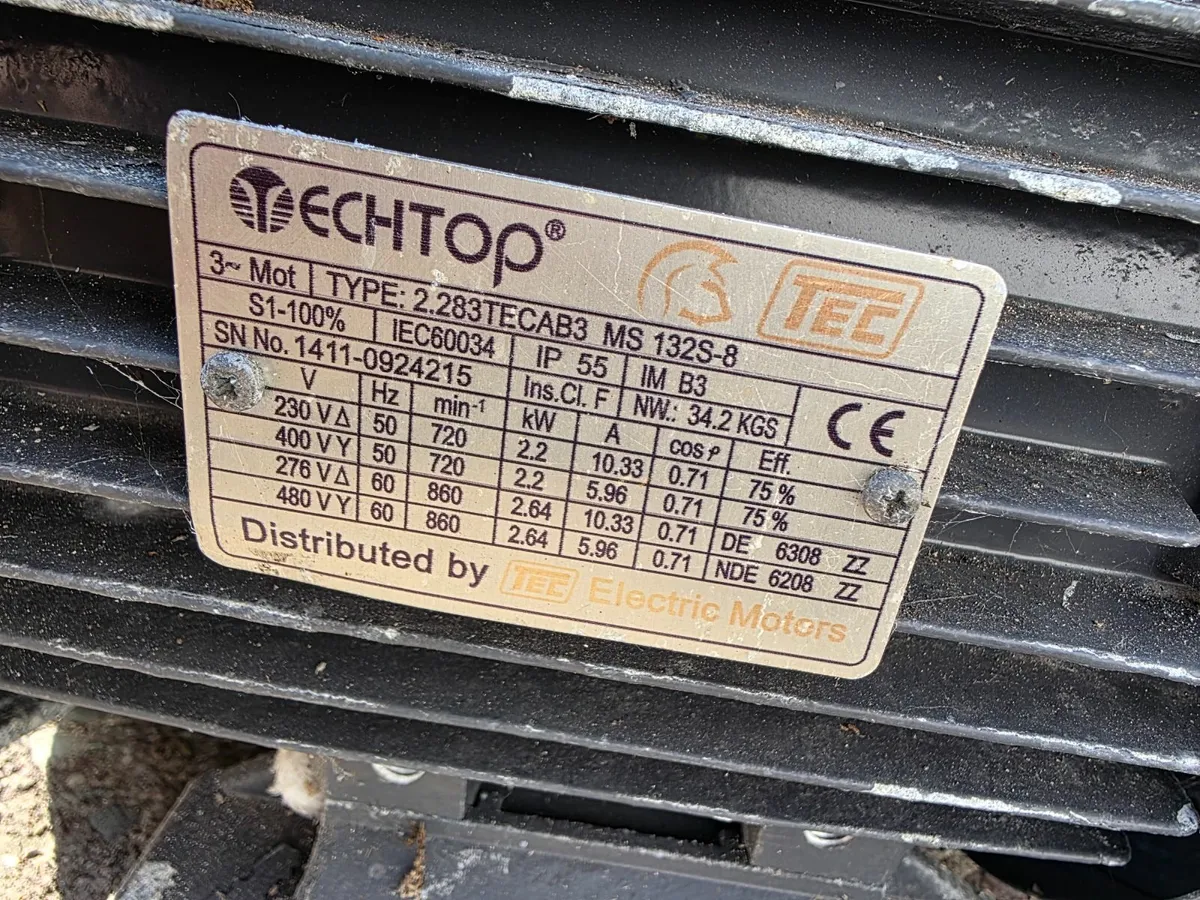 TECHTOP®
TEC
3~ Mot TYPE: 2.283TECAB3 MS 132S-8
S1-100% IEC60034 IP 55 IM B3
SN No. 1411-0924215 Ins.Cl. F NW.: 34.2 KGS CE
V Hz min-1 kW A cos ρ Eff.
230 V Δ 50 720 2.2 10.33 0.71 75 %
400 V Y 50 720 2.2 5.96 0.71 75 %
276 V Δ 60 860 2.64 10.33 0.71 DE 6308 ZZ
480 V Y 60 860 2.64 5.96 0.71 NDE 6208 ZZ
Distributed by TEC Electric Motors